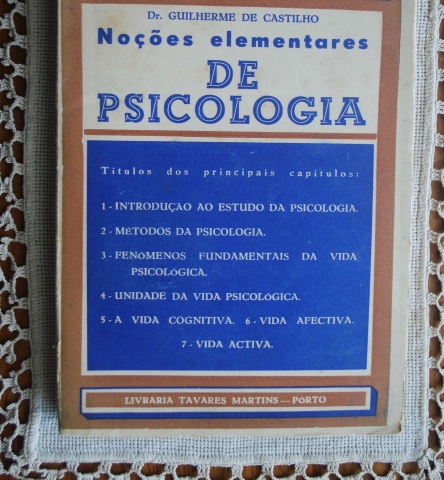 Dr. GUILHERME DE CASTILHO
Noções elementares
DE
PSICOLOGIA
Títulos dos principais capítulos:
1 - INTRODUÇÃO AO ESTUDO DA PSICOLOGIA.
2 - MÉTODOS DA PSICOLOGIA.
3 - FENÓMENOS FUNDAMENTAIS DA VIDA
PSICOLÓGICA.
4 - UNIDADE DA VIDA PSICOLÓGICA.
5 - A VIDA COGNITIVA. 6 - VIDA AFECTIVA.
7 - VIDA ACTIVA.
LIVRARIA TAVARES MARTINS — PÔRTO